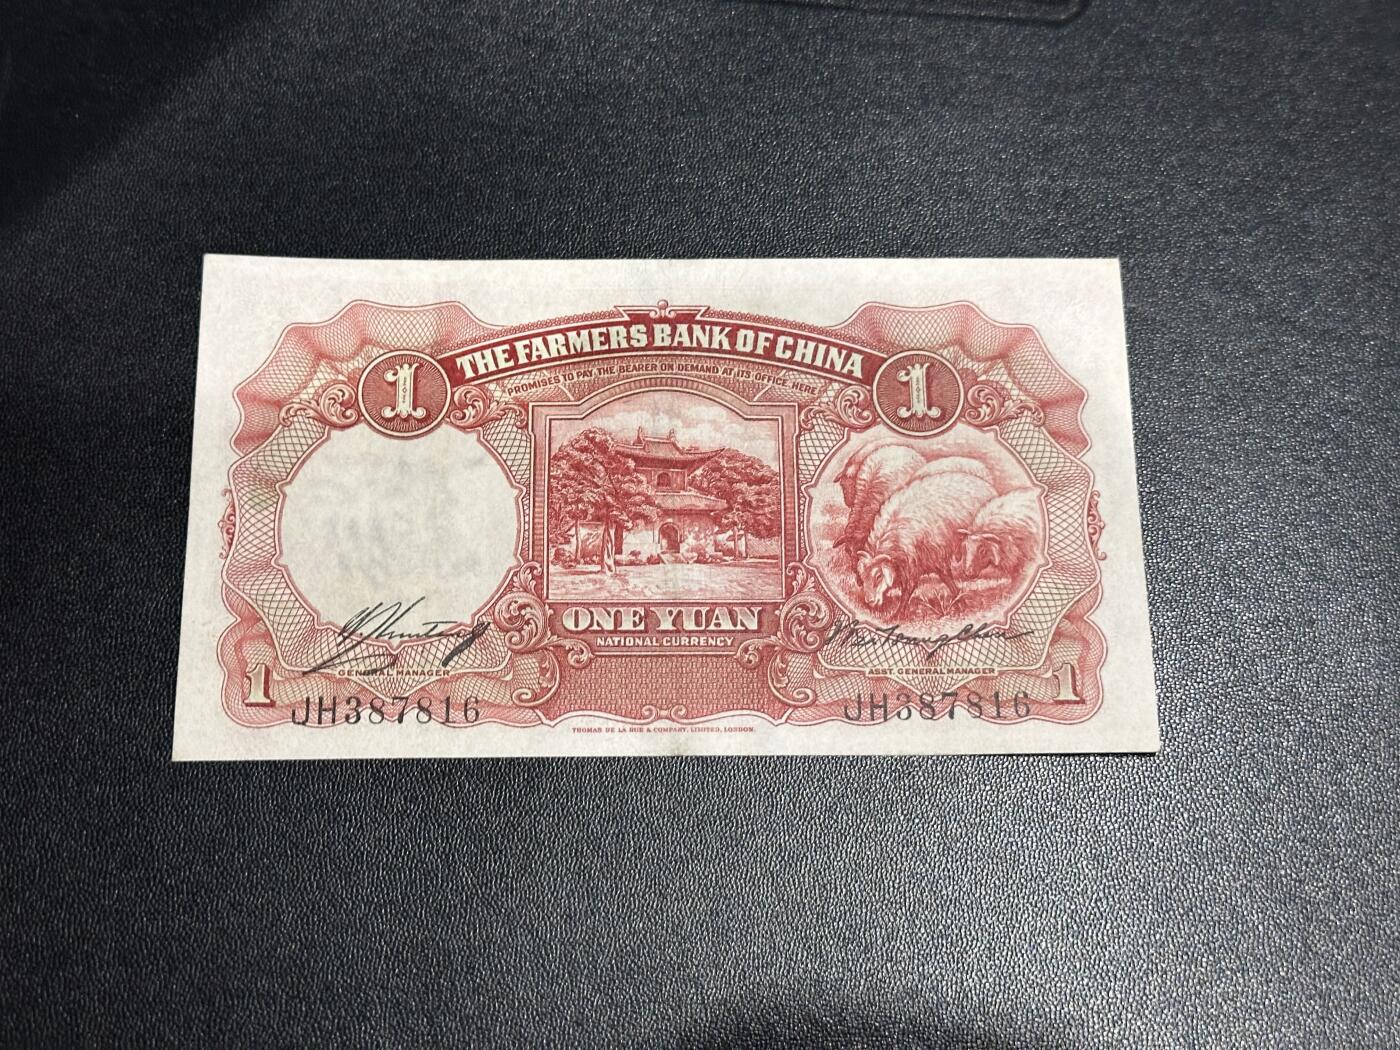 THE FARMERS BANK OF CHINA
PROMISES TO PAY THE BEARER ON DEMAND AT ITS OFFICE HERE
1
1
ONE YUAN
NATIONAL CURRENCY
GENERAL MANAGER
ASST. GENERAL MANAGER
1
1
JH387816
JH387816
THOMAS DE LA RUE & COMPANY, LIMITED, LONDON.